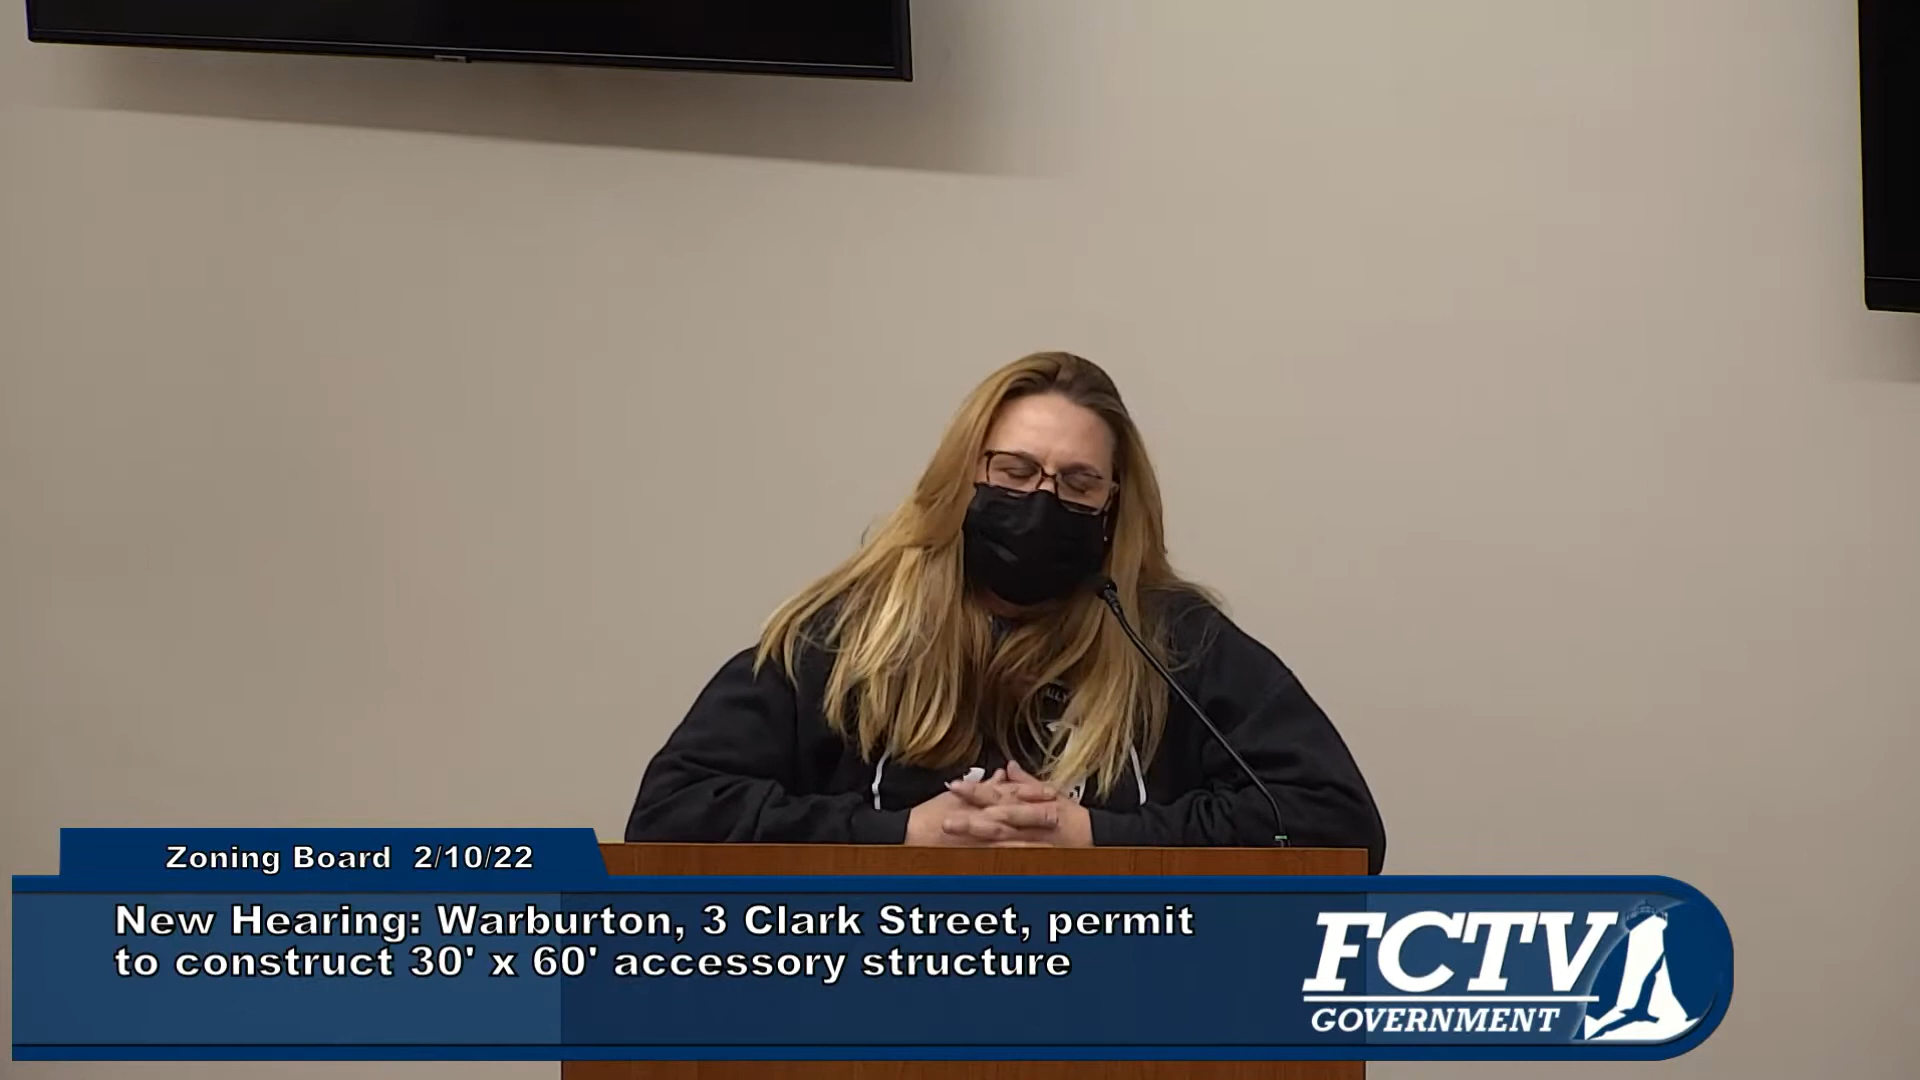 Zoning Board 2/10/22
New Hearing: Warburton, 3 Clark Street, permit
to construct 30' x 60' accessory structure
FCTV
GOVERNMENT